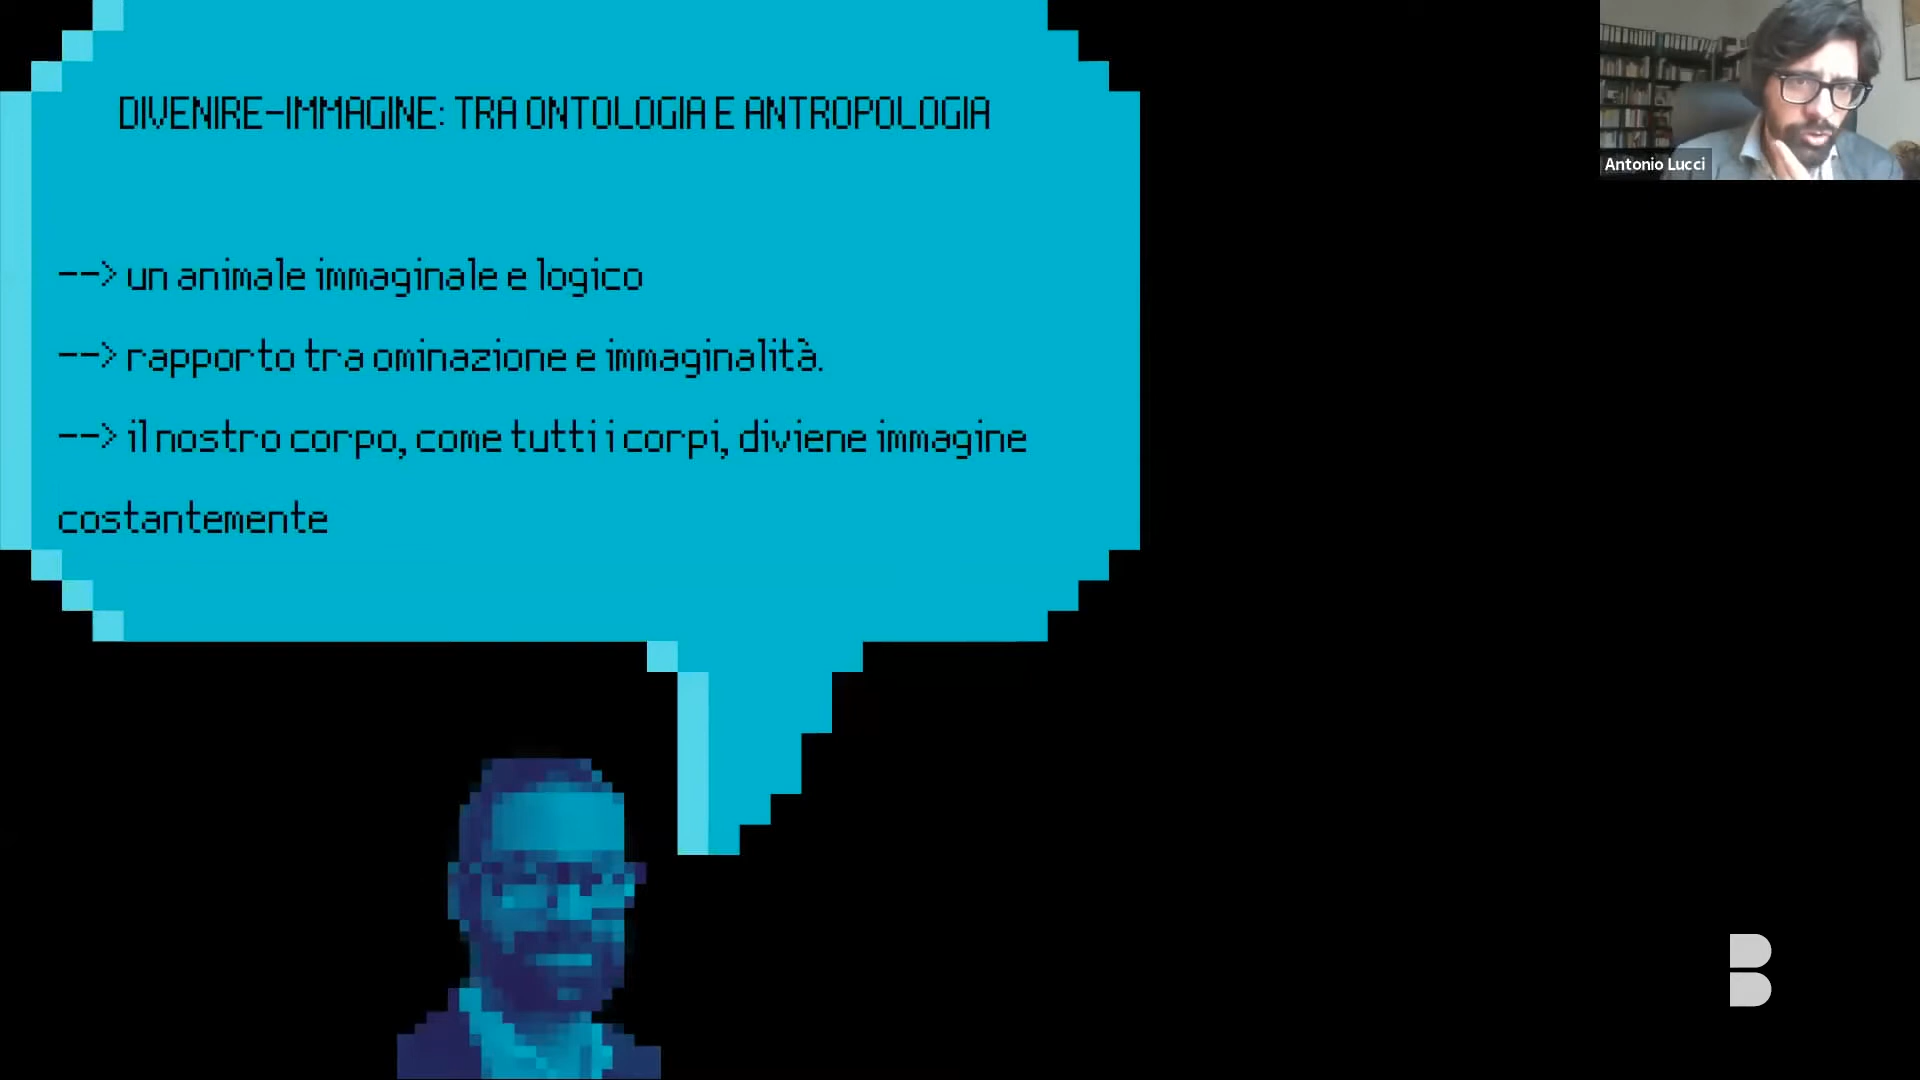 DIVENIRE-IMMAGINE: TRA ONTOLOGIA E ANTROPOLOGIA
--> un animale immaginale e logico
--> rapporto tra ominazione e immaginalità.
--> il nostro corpo, come tutti i corpi, diviene immagine
costantemente
Antonio Lucci
B